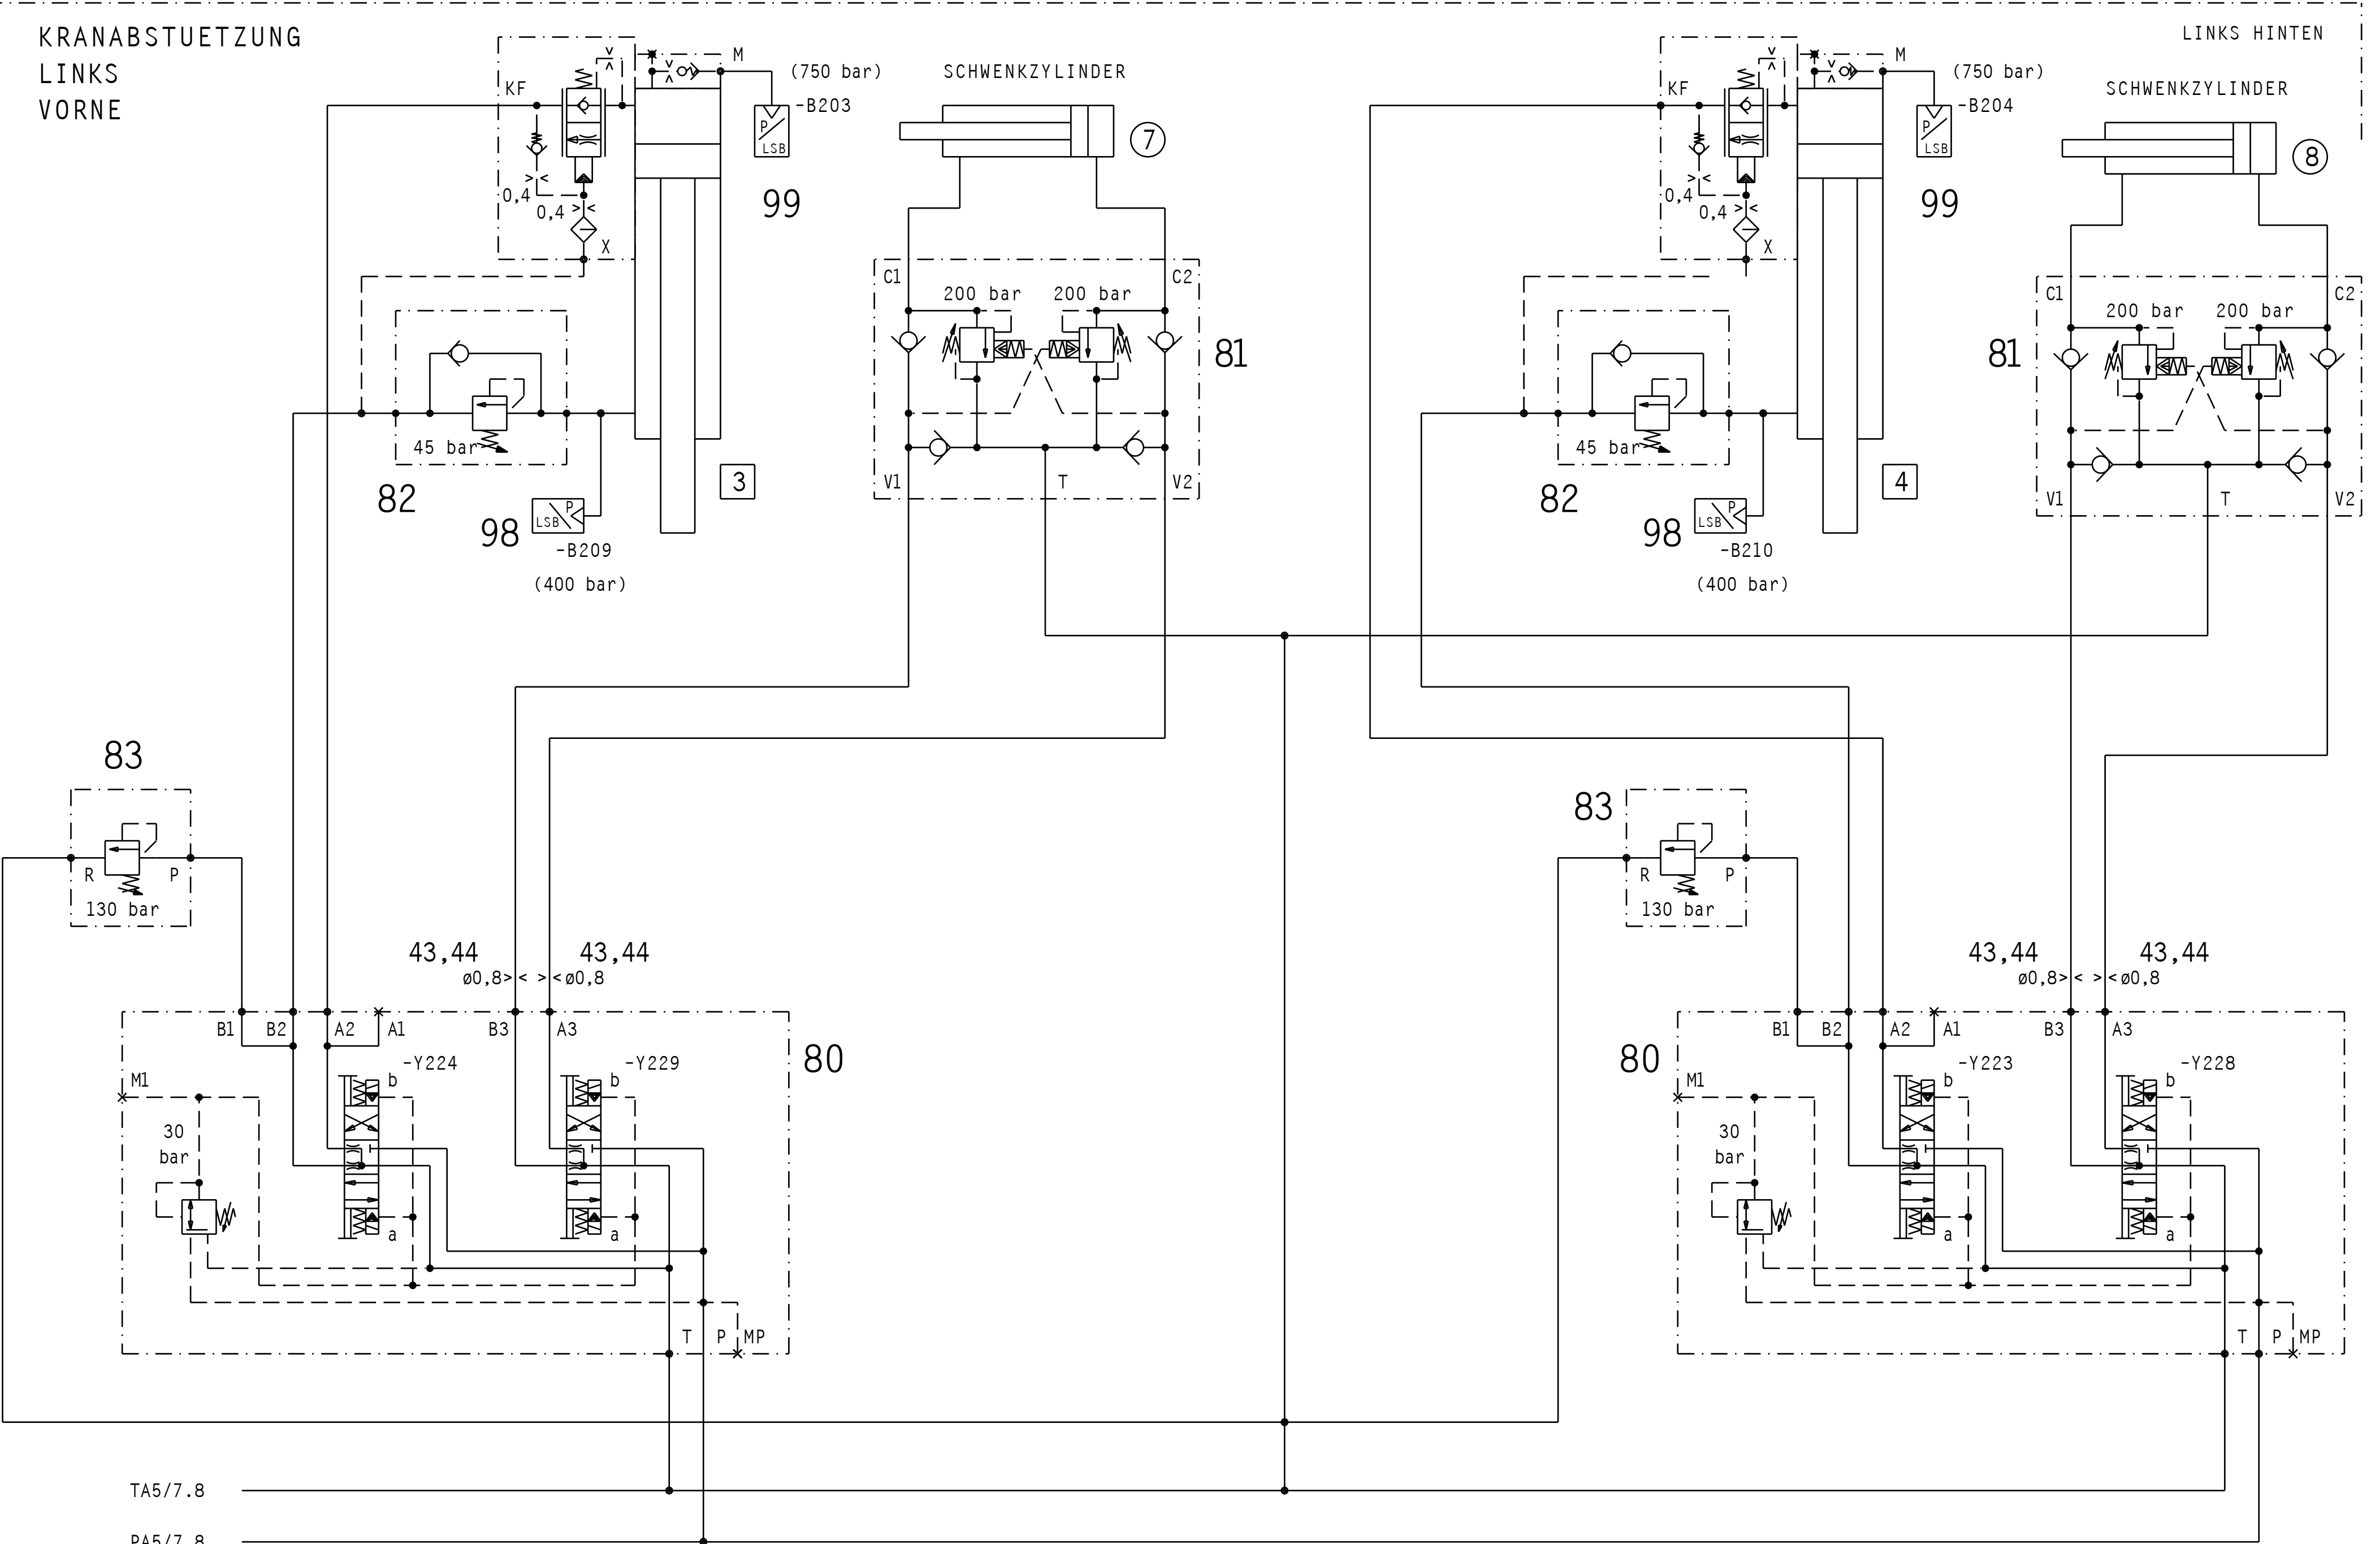 KRANABSTUETZUNG
LINKS
VORNE
KF
M
(750 bar)
-B203
P
LSB
0,4
0,4
X
99
SCHWENKZYLINDER
7
C1
C2
200 bar
200 bar
81
V1
T
V2
45 bar
82
98
LSB
P
-B209
(400 bar)
3
LINKS HINTEN
KF
M
(750 bar)
-B204
P
LSB
0,4
0,4
X
99
SCHWENKZYLINDER
8
C1
C2
200 bar
200 bar
81
V1
T
V2
45 bar
82
98
LSB
P
-B210
(400 bar)
4
83
R
P
130 bar
43,44
43,44
ø0,8> < > <ø0,8
B1
B2
A2
A1
B3
A3
-Y224
-Y229
80
M1
b
b
30
bar
a
a
T
P
MP
83
R
P
130 bar
43,44
43,44
ø0,8> < > <ø0,8
B1
B2
A2
A1
B3
A3
-Y223
-Y228
80
M1
b
b
30
bar
a
a
T
P
MP
TA5/7.8
PA5/7.8